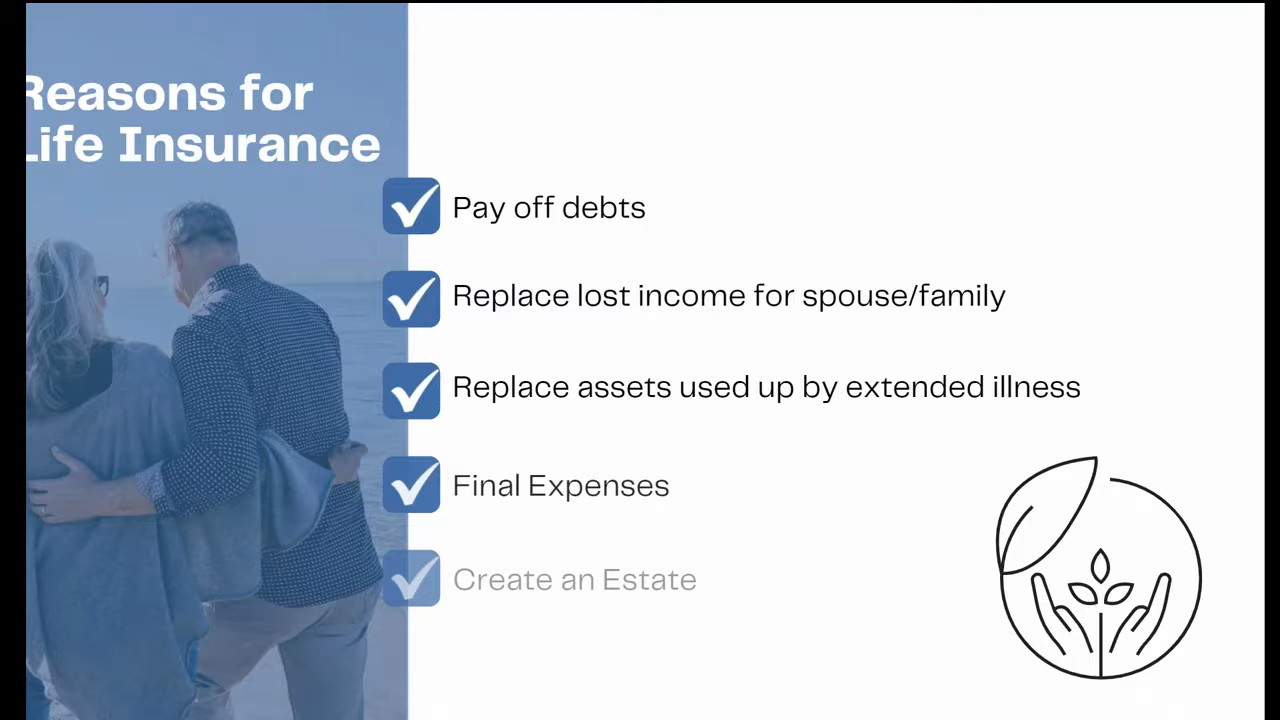 Reasons for
Life Insurance
Pay off debts
Replace lost income for spouse/family
Replace assets used up by extended illness
Final Expenses
Create an Estate